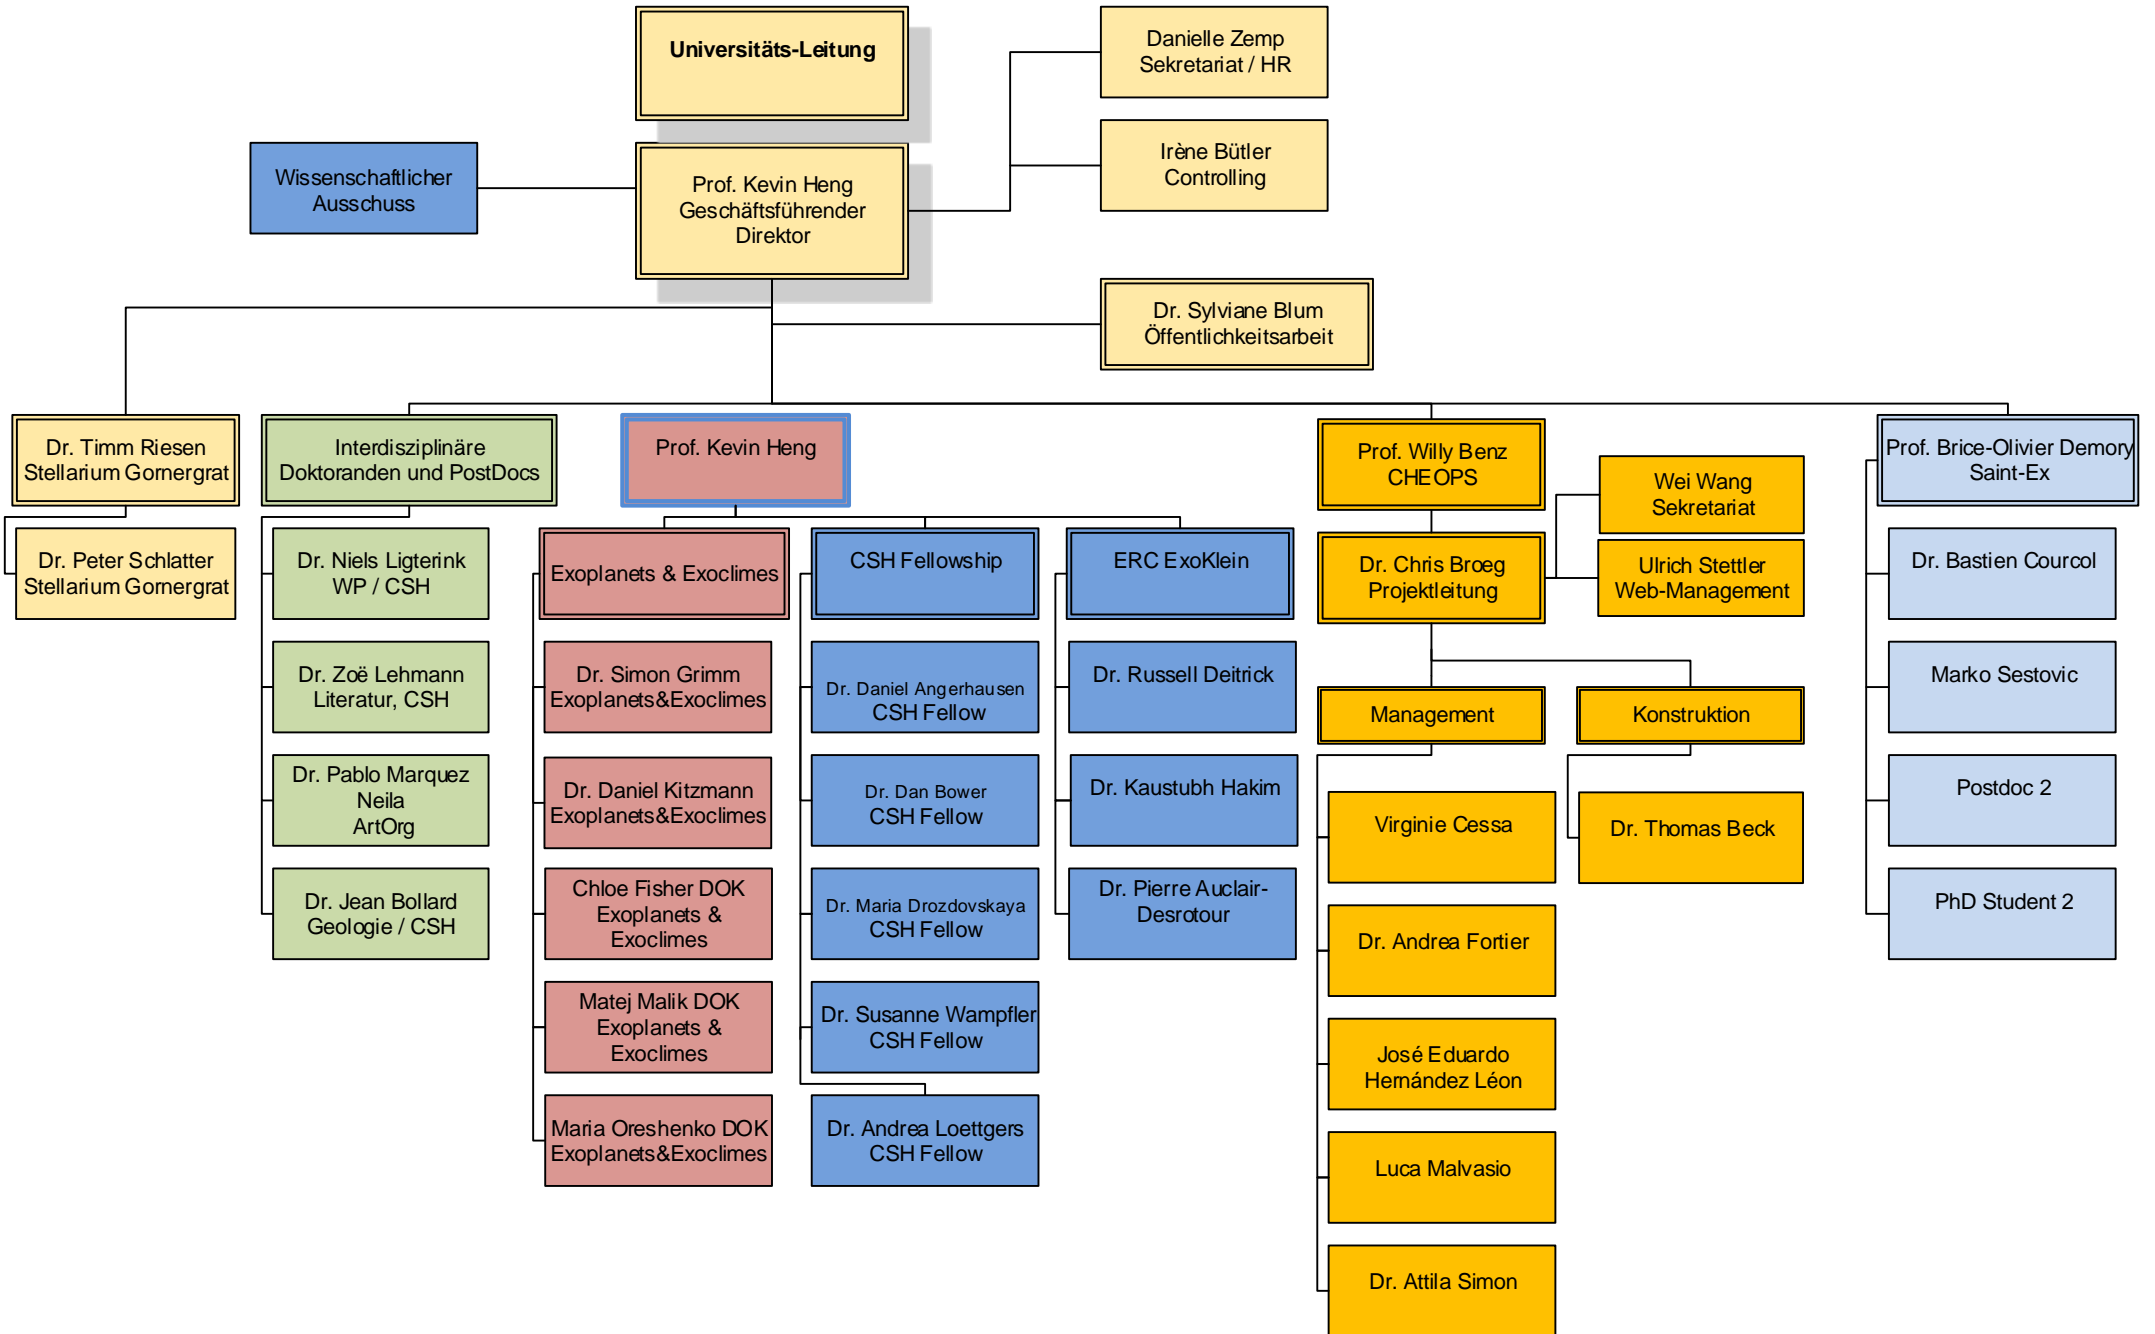 Universitäts-Leitung
Danielle Zemp
Sekretariat / HR
Irène Bütler
Controlling
Wissenschaftlicher
Ausschuss
Prof. Kevin Heng
Geschäftsführender
Direktor
Dr. Sylviane Blum
Öffentlichkeitsarbeit
Dr. Timm Riesen
Stellarium Gornergrat
Dr. Peter Schlatter
Stellarium Gornergrat
Interdisziplinäre
Doktoranden und PostDocs
Dr. Niels Ligterink
WP / CSH
Dr. Zoë Lehmann
Literatur, CSH
Dr. Pablo Marquez
Neila
ArtOrg
Dr. Jean Bollard
Geologie / CSH
Prof. Kevin Heng
Exoplanets & Exoclimes
Dr. Simon Grimm
Exoplanets&Exoclimes
Dr. Daniel Kitzmann
Exoplanets&Exoclimes
Chloe Fisher DOK
Exoplanets &
Exoclimes
Matej Malik DOK
Exoplanets &
Exoclimes
Maria Oreshenko DOK
Exoplanets&Exoclimes
CSH Fellowship
Dr. Daniel Angerhausen
CSH Fellow
Dr. Dan Bower
CSH Fellow
Dr. Maria Drozdovskaya
CSH Fellow
Dr. Susanne Wampfler
CSH Fellow
Dr. Andrea Loettgers
CSH Fellow
ERC ExoKlein
Dr. Russell Deitrick
Dr. Kaustubh Hakim
Dr. Pierre Auclair-
Desrotour
Prof. Willy Benz
CHEOPS
Dr. Chris Broeg
Projektleitung
Wei Wang
Sekretariat
Ulrich Stettler
Web-Management
Management
Virginie Cessa
Dr. Andrea Fortier
José Eduardo
Hernández Léon
Luca Malvasio
Dr. Attila Simon
Konstruktion
Dr. Thomas Beck
Prof. Brice-Olivier Demory
Saint-Ex
Dr. Bastien Courcol
Marko Sestovic
Postdoc 2
PhD Student 2